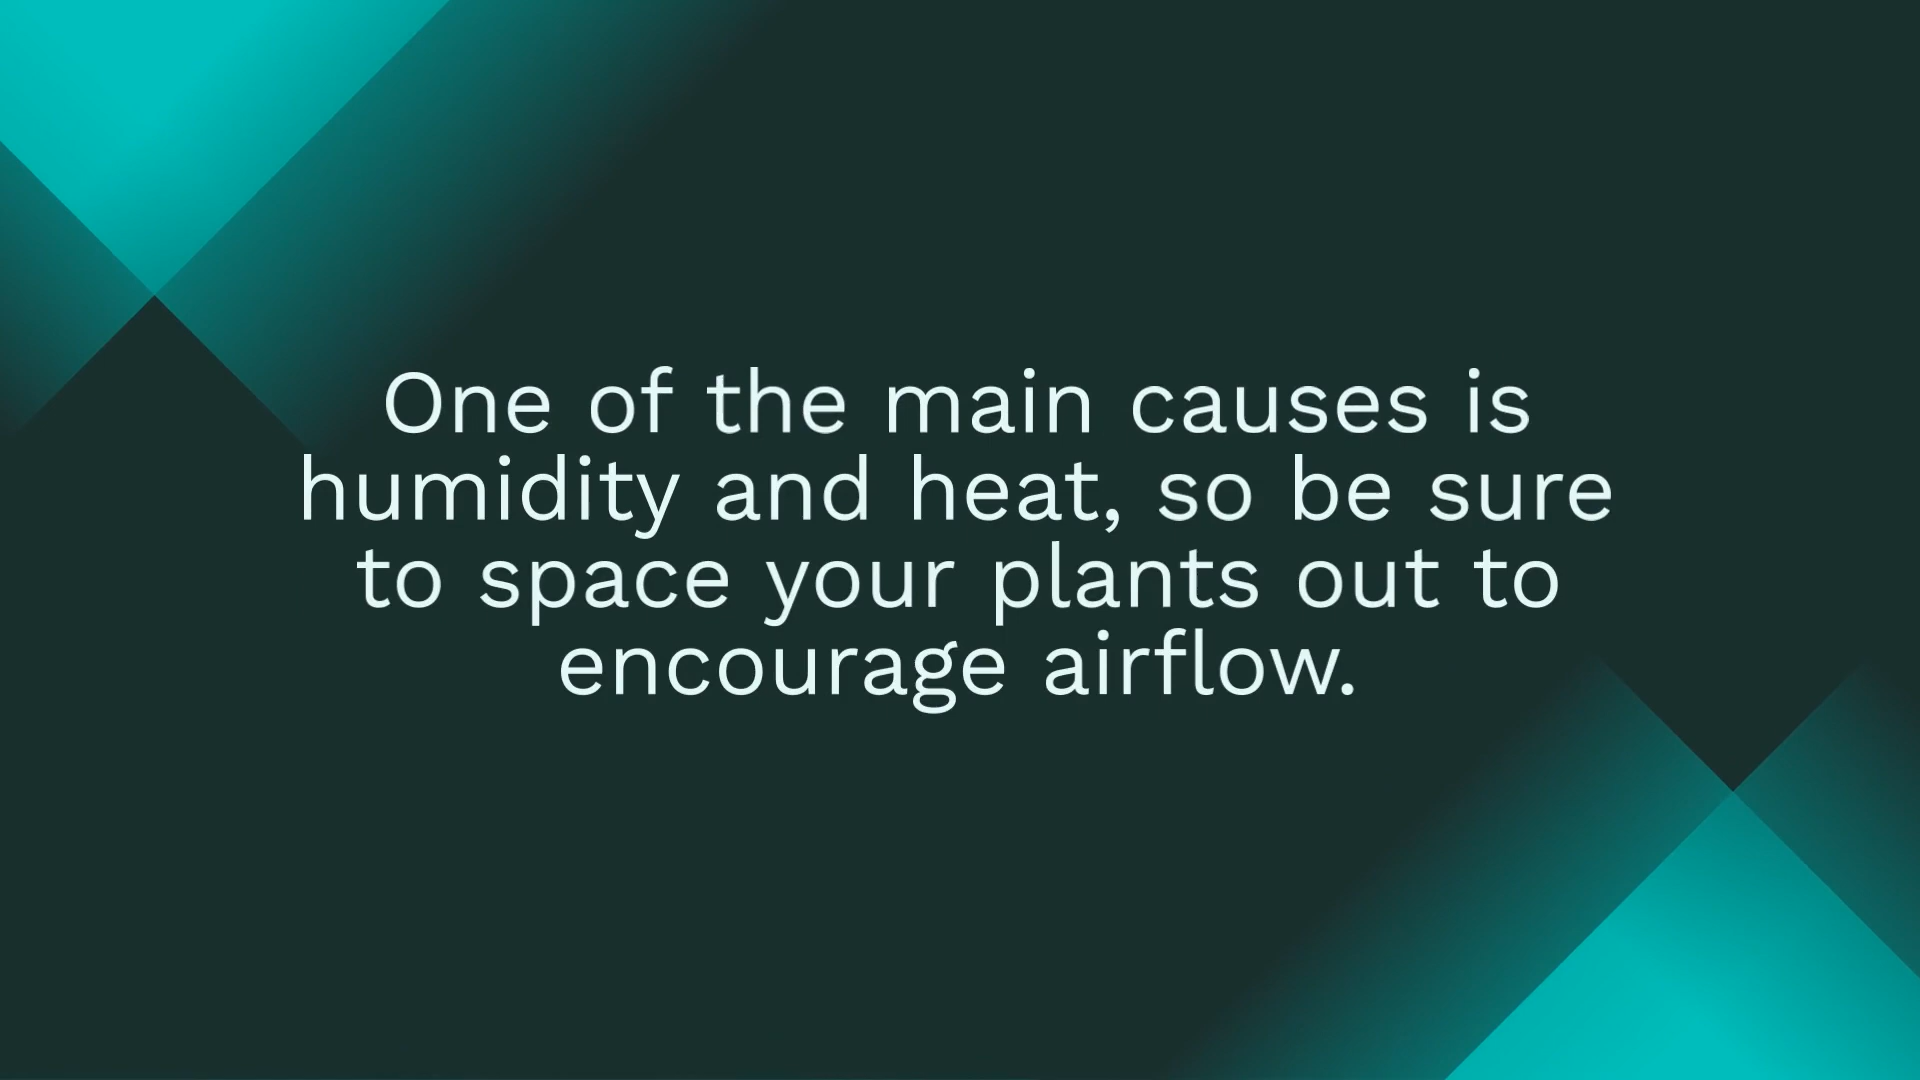 One of the main causes is
humidity and heat, so be sure
to space your plants out to
encourage airflow.